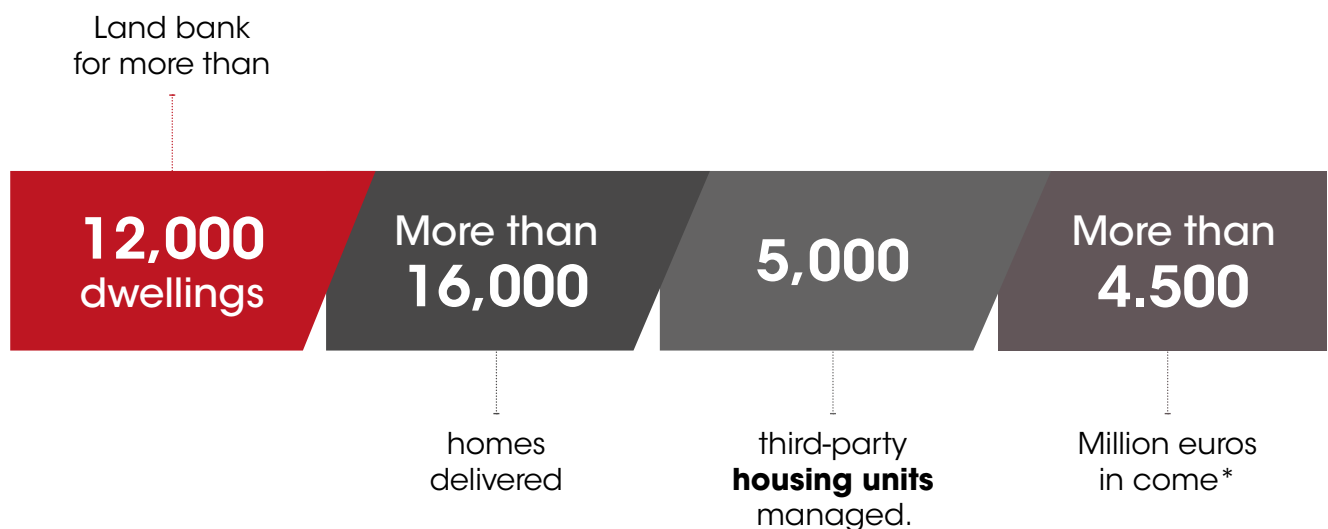 Land bank
for more than
12,000
dwellings
More than
16,000
homes
delivered
5,000
third-party
housing units
managed.
More than
4.500
Million euros
in come*